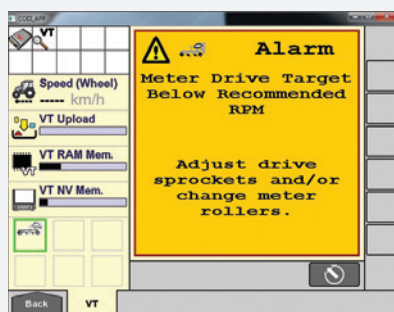 CODI_APP
VT
Speed (Wheel)
----- km/h
VT Upload
VT RAM Mem.
VT NV Mem.
Alarm
Meter Drive Target
Below Recommended
RPM
Adjust drive
sprockets and/or
change meter
rollers.
Back
VT